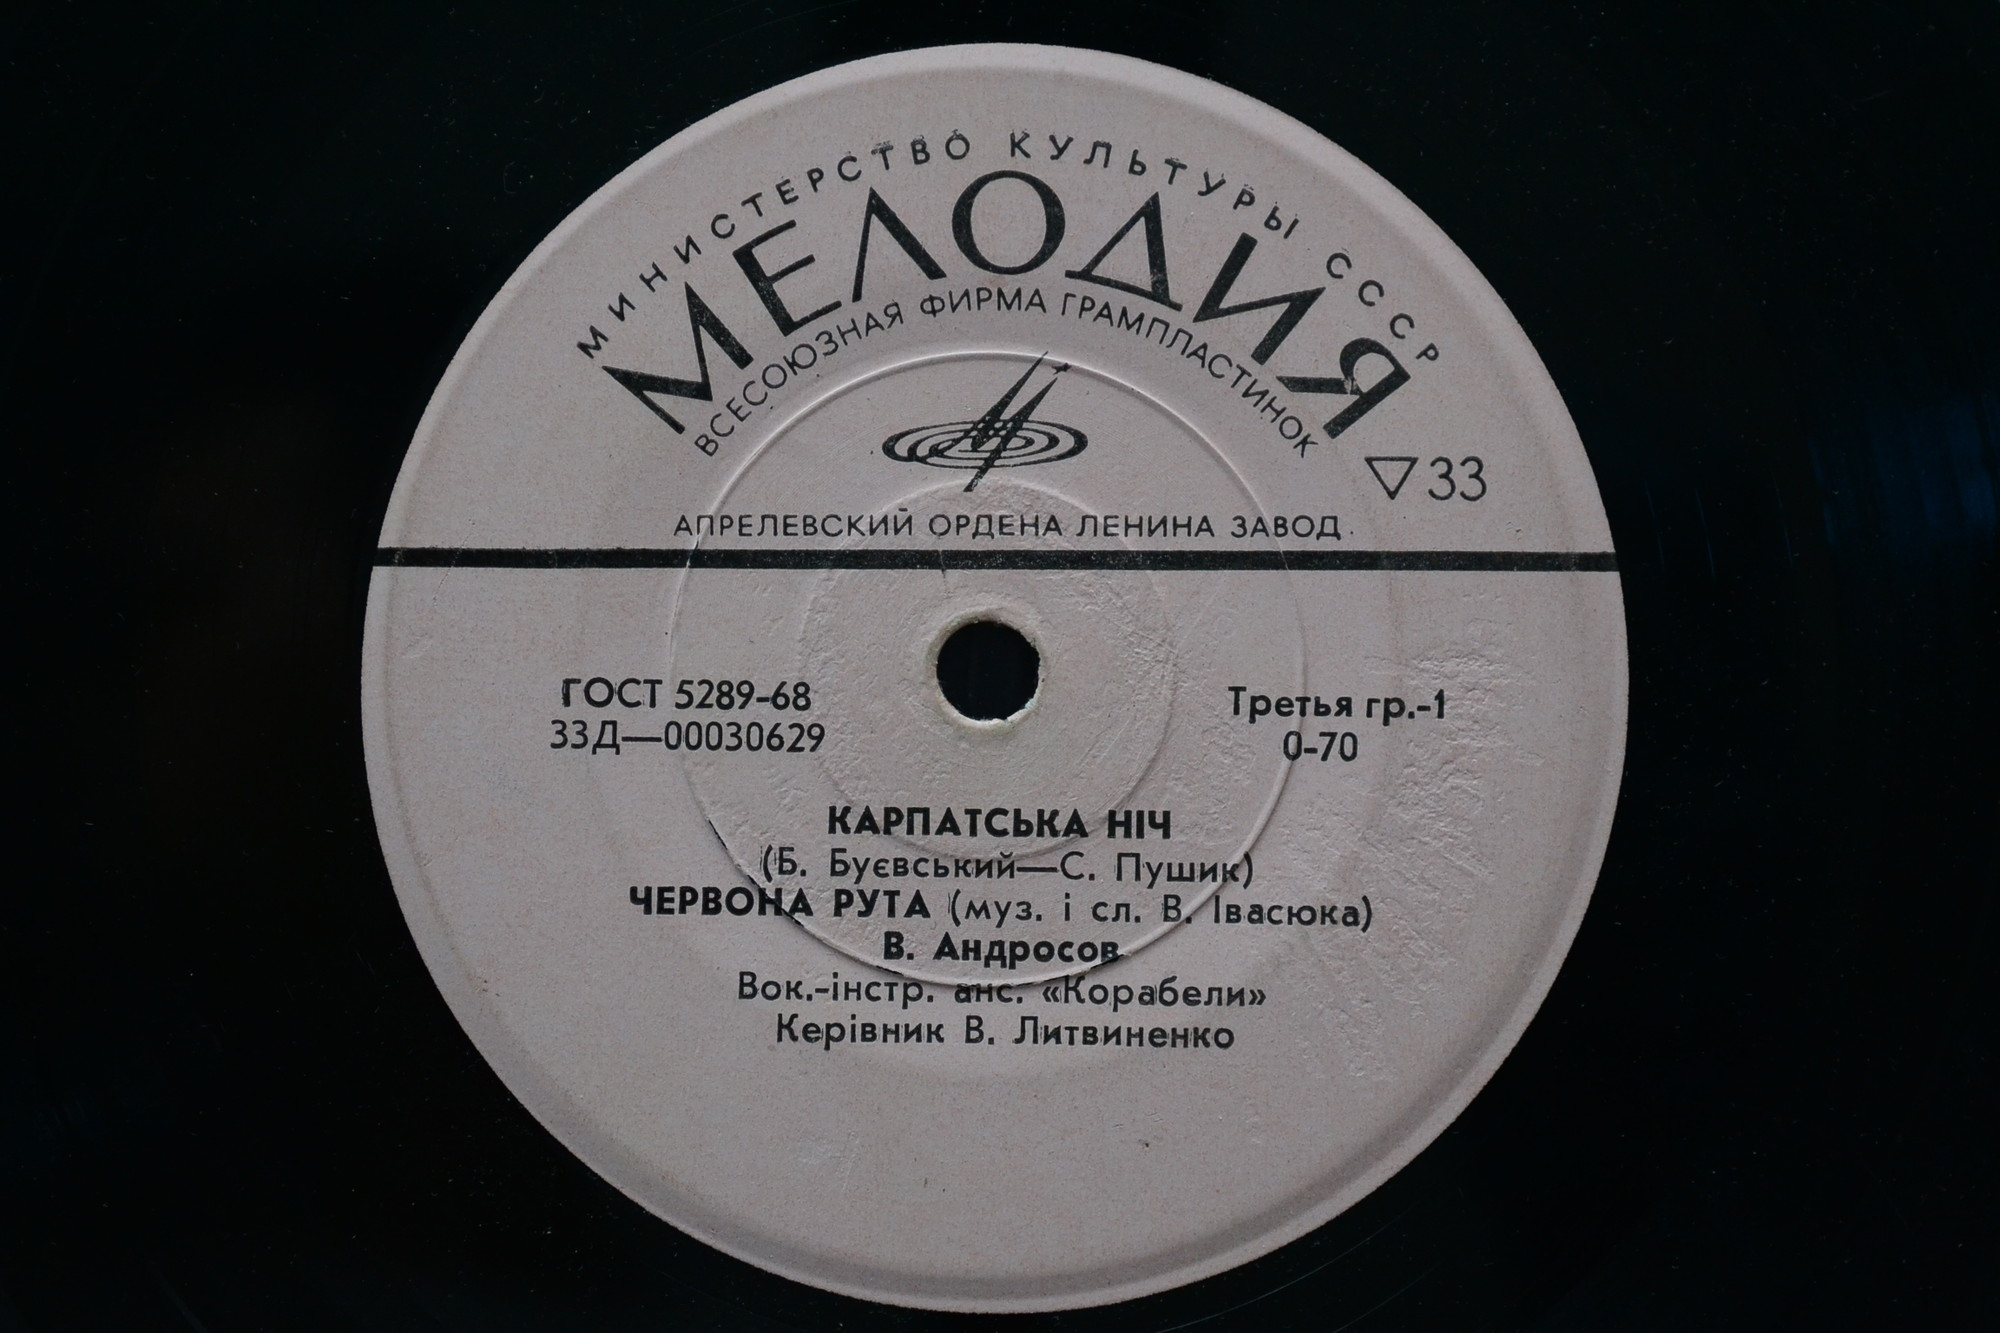 МИНИСТЕРСТВО КУЛЬТУРЫ СССР
МЕЛОДИЯ
ВСЕСОЮЗНАЯ ФИРМА ГРАМПЛАСТИНОК
▽33
АПРЕЛЕВСКИЙ ОРДЕНА ЛЕНИНА ЗАВОД
ГОСТ 5289-68
33Д—00030629
Третья гр.-1
0-70
КАРПАТСЬКА НІЧ
(Б. Буєвський—С. Пушик)
ЧЕРВОНА РУТА (муз. і сл. В. Івасюка)
В. Андросов
Вок.-інстр. анс. «Корабели»
Керівник В. Литвиненко